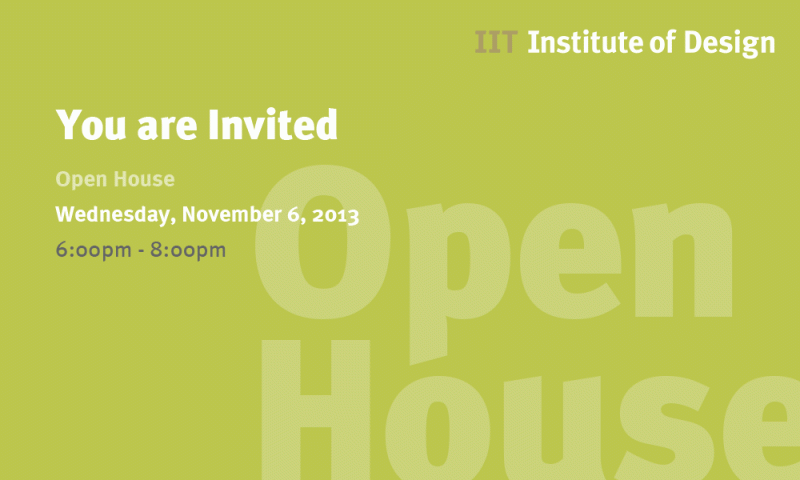 IIT Institute of Design
You are Invited
Open House
Wednesday, November 6, 2013
6:00pm - 8:00pm
Open
House